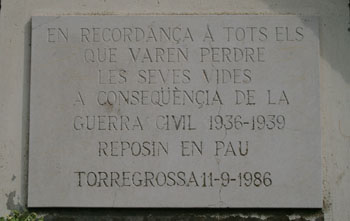 EN RECORDANÇA À TOTS ELS
QUE VAREN PERDRE
LES SEVES VIDES
A CONSEQÜÈNCIA DE LA
GUERRA CIVIL 1936-1939
REPOSIN EN PAU
TORREGROSSA 11-9-1986